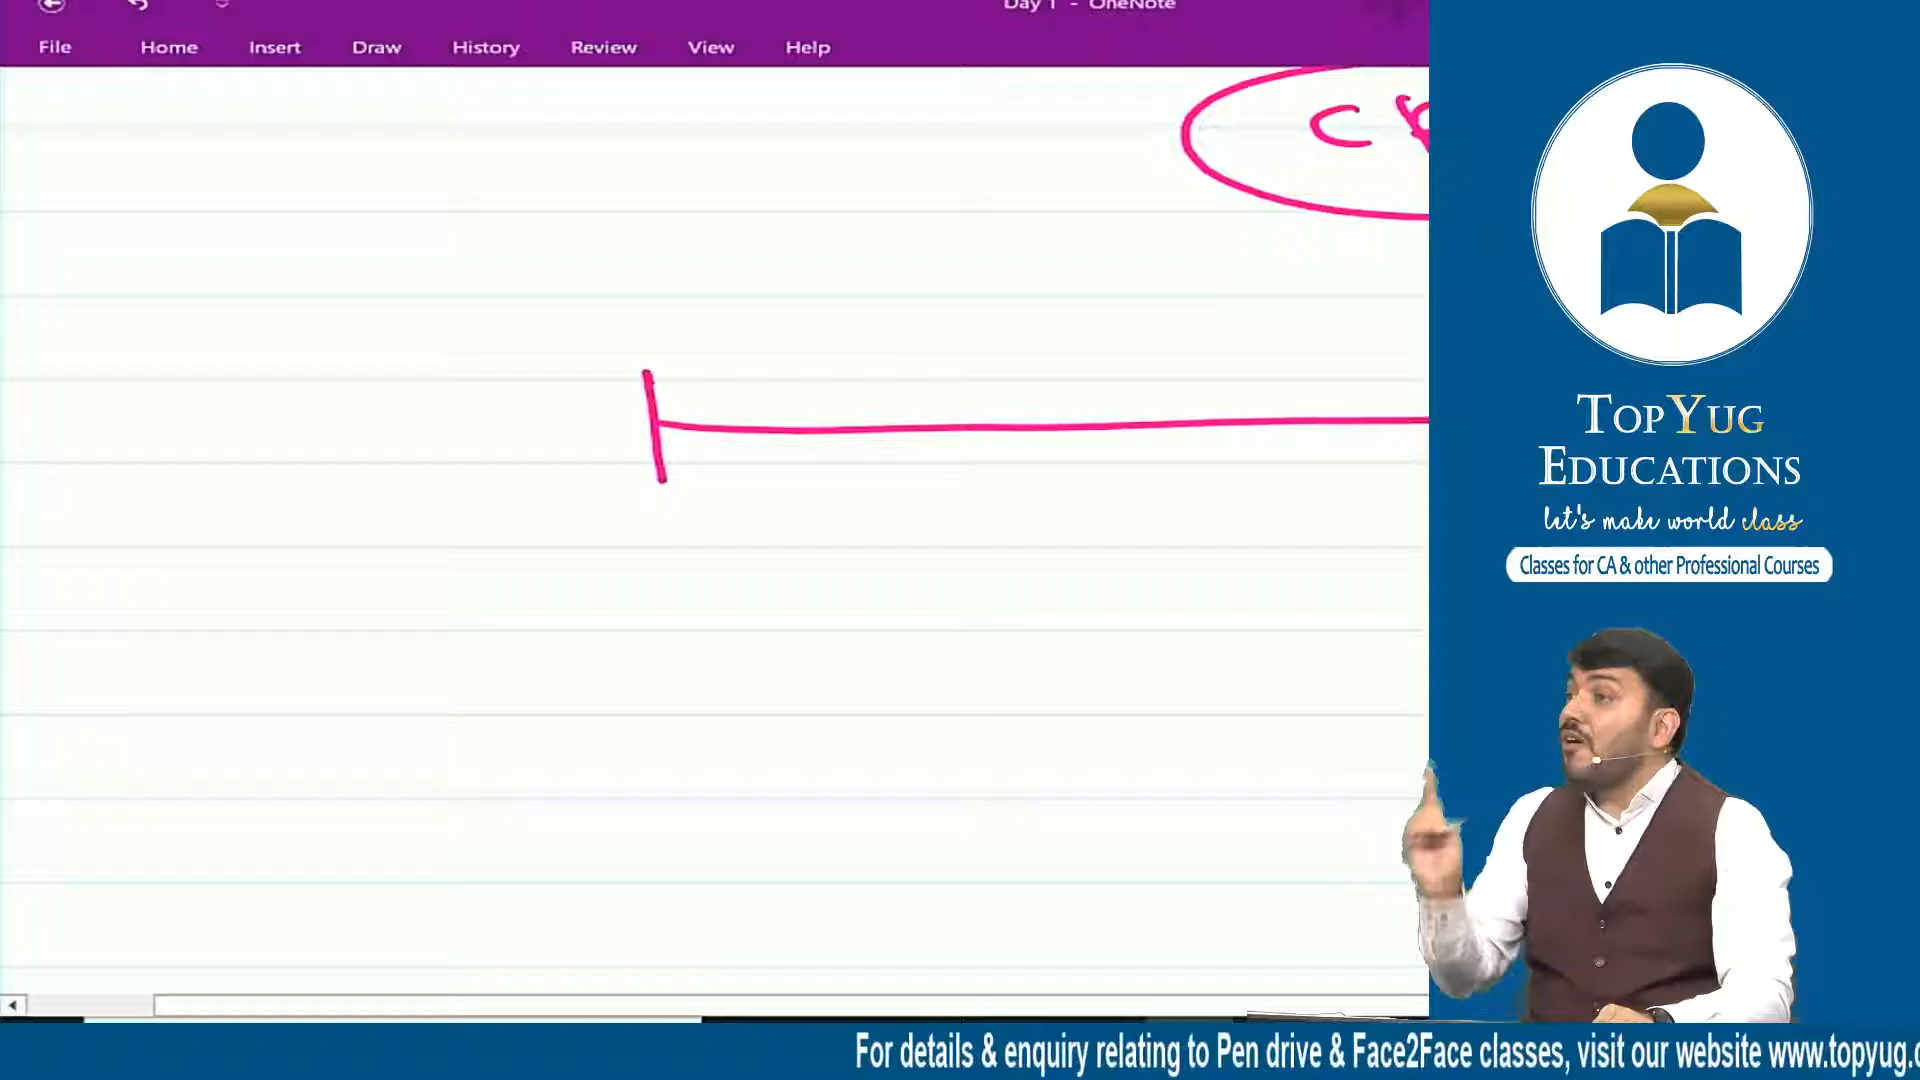 Day 1 - OneNote
File Home Insert Draw History Review View Help
C
TOPYUG
EDUCATIONS
let's make world class
Classes for CA & other Professional Courses
For details & enquiry relating to Pen drive & Face2Face classes, visit our website www.topyug.c